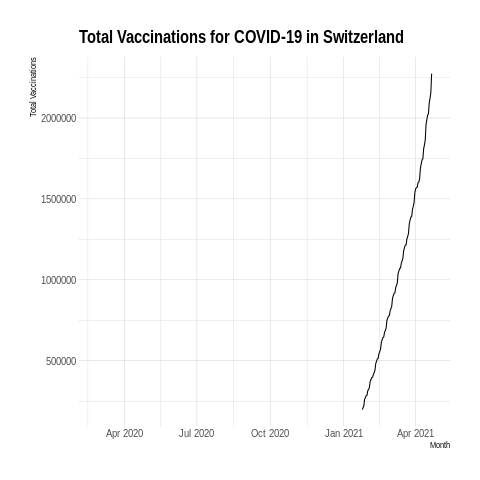 Total Vaccinations for COVID-19 in Switzerland
Total Vaccinations
2000000
1500000
1000000
500000
Apr 2020 Jul 2020 Oct 2020 Jan 2021 Apr 2021
Month